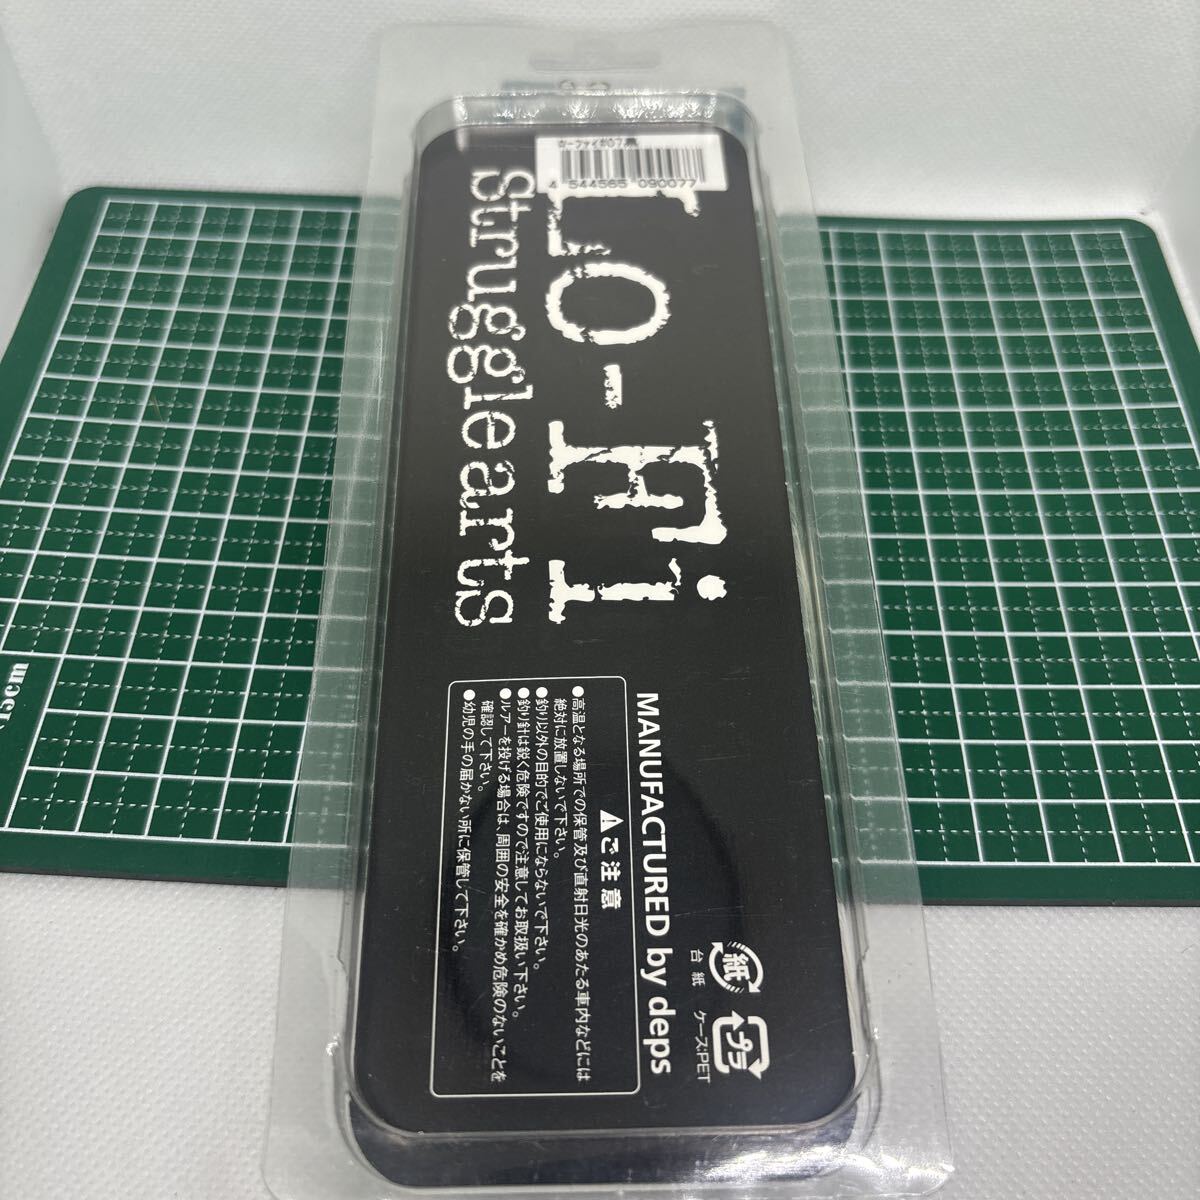 4 544565 090077
LO-Fi
Strugglearts
MANUFACTURED by deps
ご注意
●高温となる場所での保管及び直射日光のあたる車内などには
絶対に放置しないで下さい。
●釣り以外の目的でご使用にならないで下さい。
●釣り針は鋭く危険ですので注意してお取扱い下さい。
●ルアーを投げる場合は、周囲の安全を確かめ危険のないことを
確認して下さい。
●幼児の手の届かない所に保管して下さい。
紙
台紙
プラ
ケース:PET
15cm